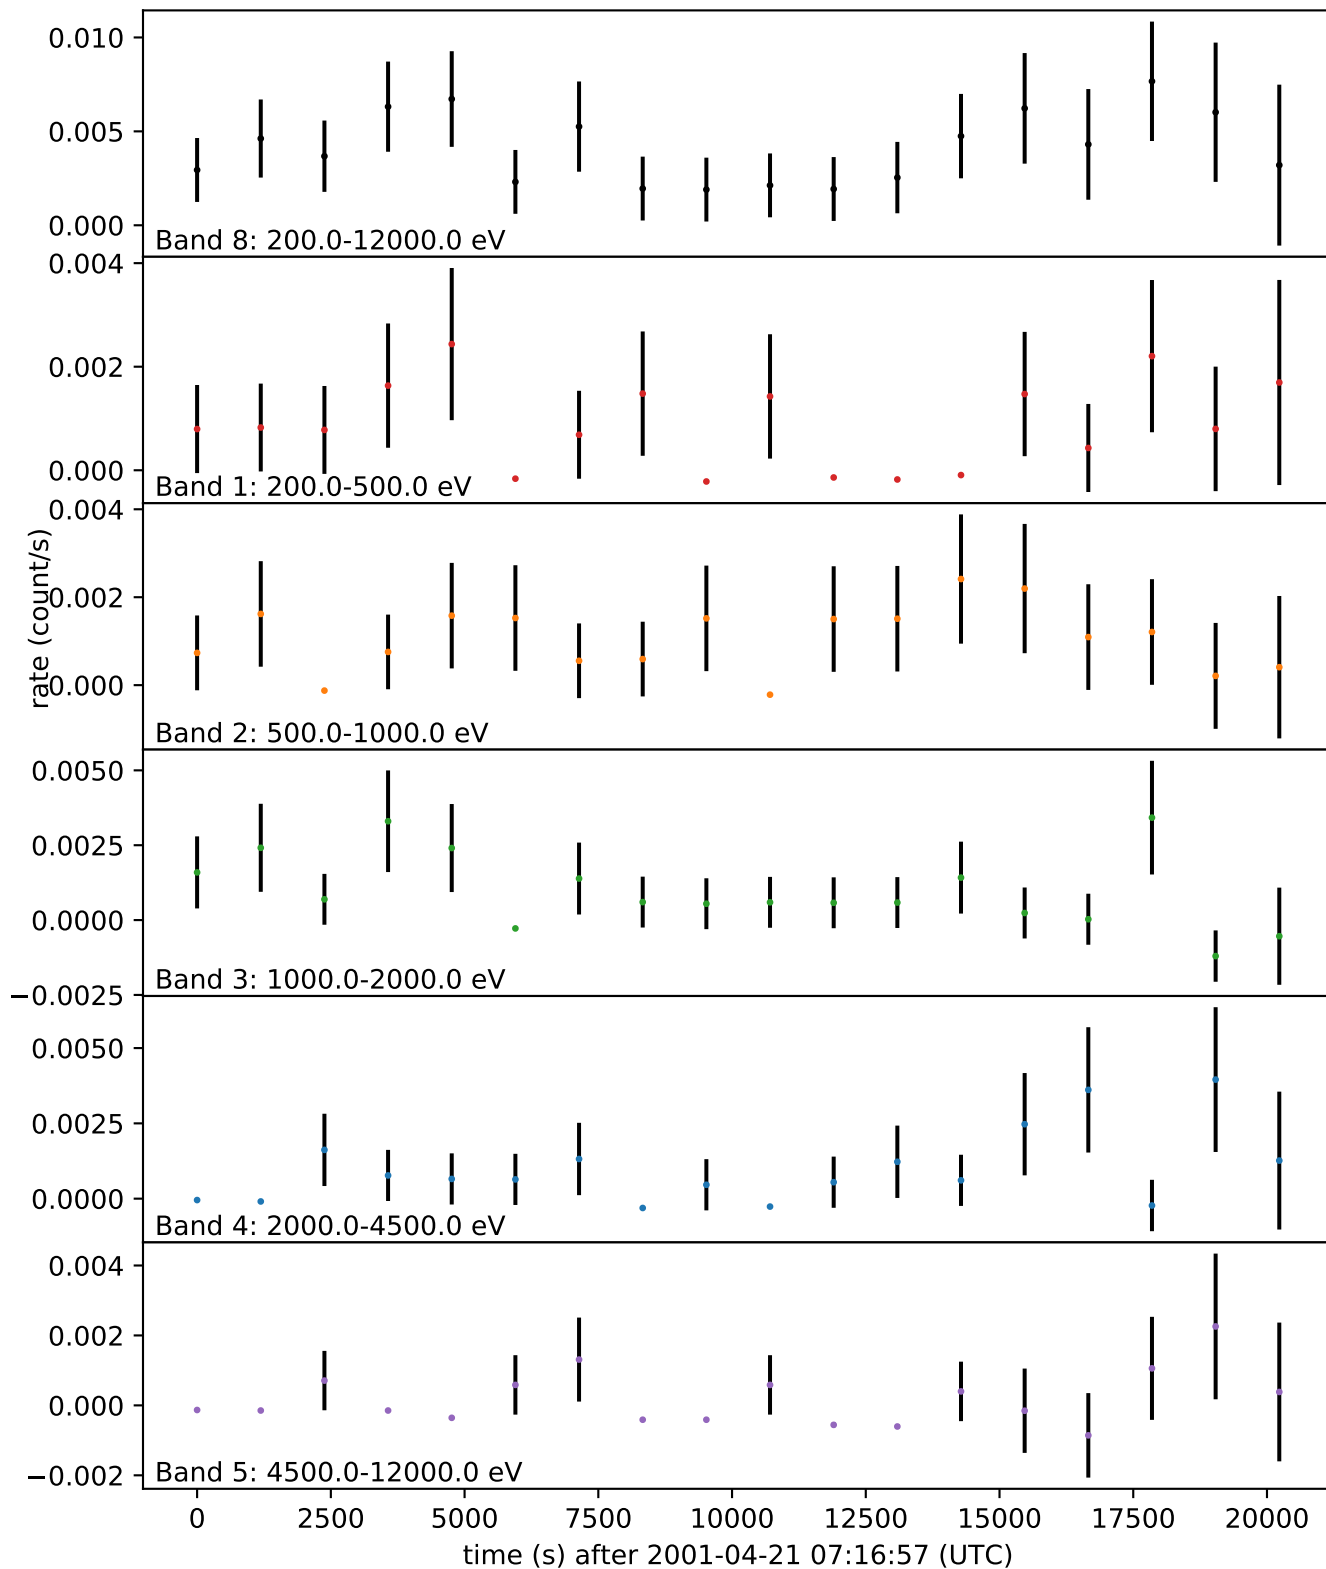 0.010
0.005
0.000
Band 8: 200.0-12000.0 eV
0.004
0.002
0.000
Band 1: 200.0-500.0 eV
rate (count/s)
0.004
0.002
0.000
Band 2: 500.0-1000.0 eV
0.0050
0.0025
0.0000
−0.0025
Band 3: 1000.0-2000.0 eV
0.0050
0.0025
0.0000
Band 4: 2000.0-4500.0 eV
0.004
0.002
0.000
−0.002
Band 5: 4500.0-12000.0 eV
0 2500 5000 7500 10000 12500 15000 17500 20000
time (s) after 2001-04-21 07:16:57 (UTC)